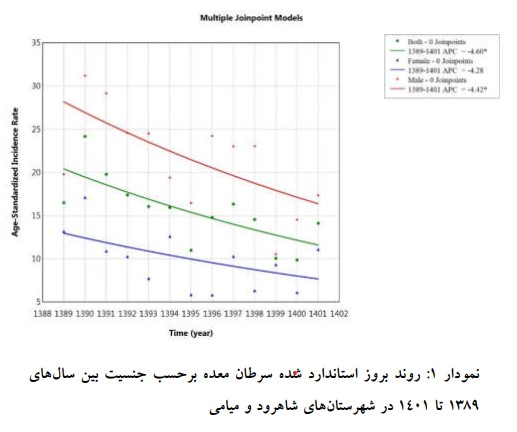 Multiple Joinpoint Models
Both - 0 Joinpoints
1389-1401 APC = -4.60*
Female - 0 Joinpoints
1389-1401 APC = -4.28
Male - 0 Joinpoints
1389-1401 APC = -4.42*
Age-Standardized Incidence Rate
35
30
25
20
15
10
5
1388 1389 1390 1391 1392 1393 1394 1395 1396 1397 1398 1399 1400 1401 1402
Time (year)
نمودار ۱: روند بروز استاندارد شده سرطان معده برحسب جنسیت بین سال‌های
۱۳۸۹ تا ۱۴۰۱ در شهرستان‌های شاهرود و میامی